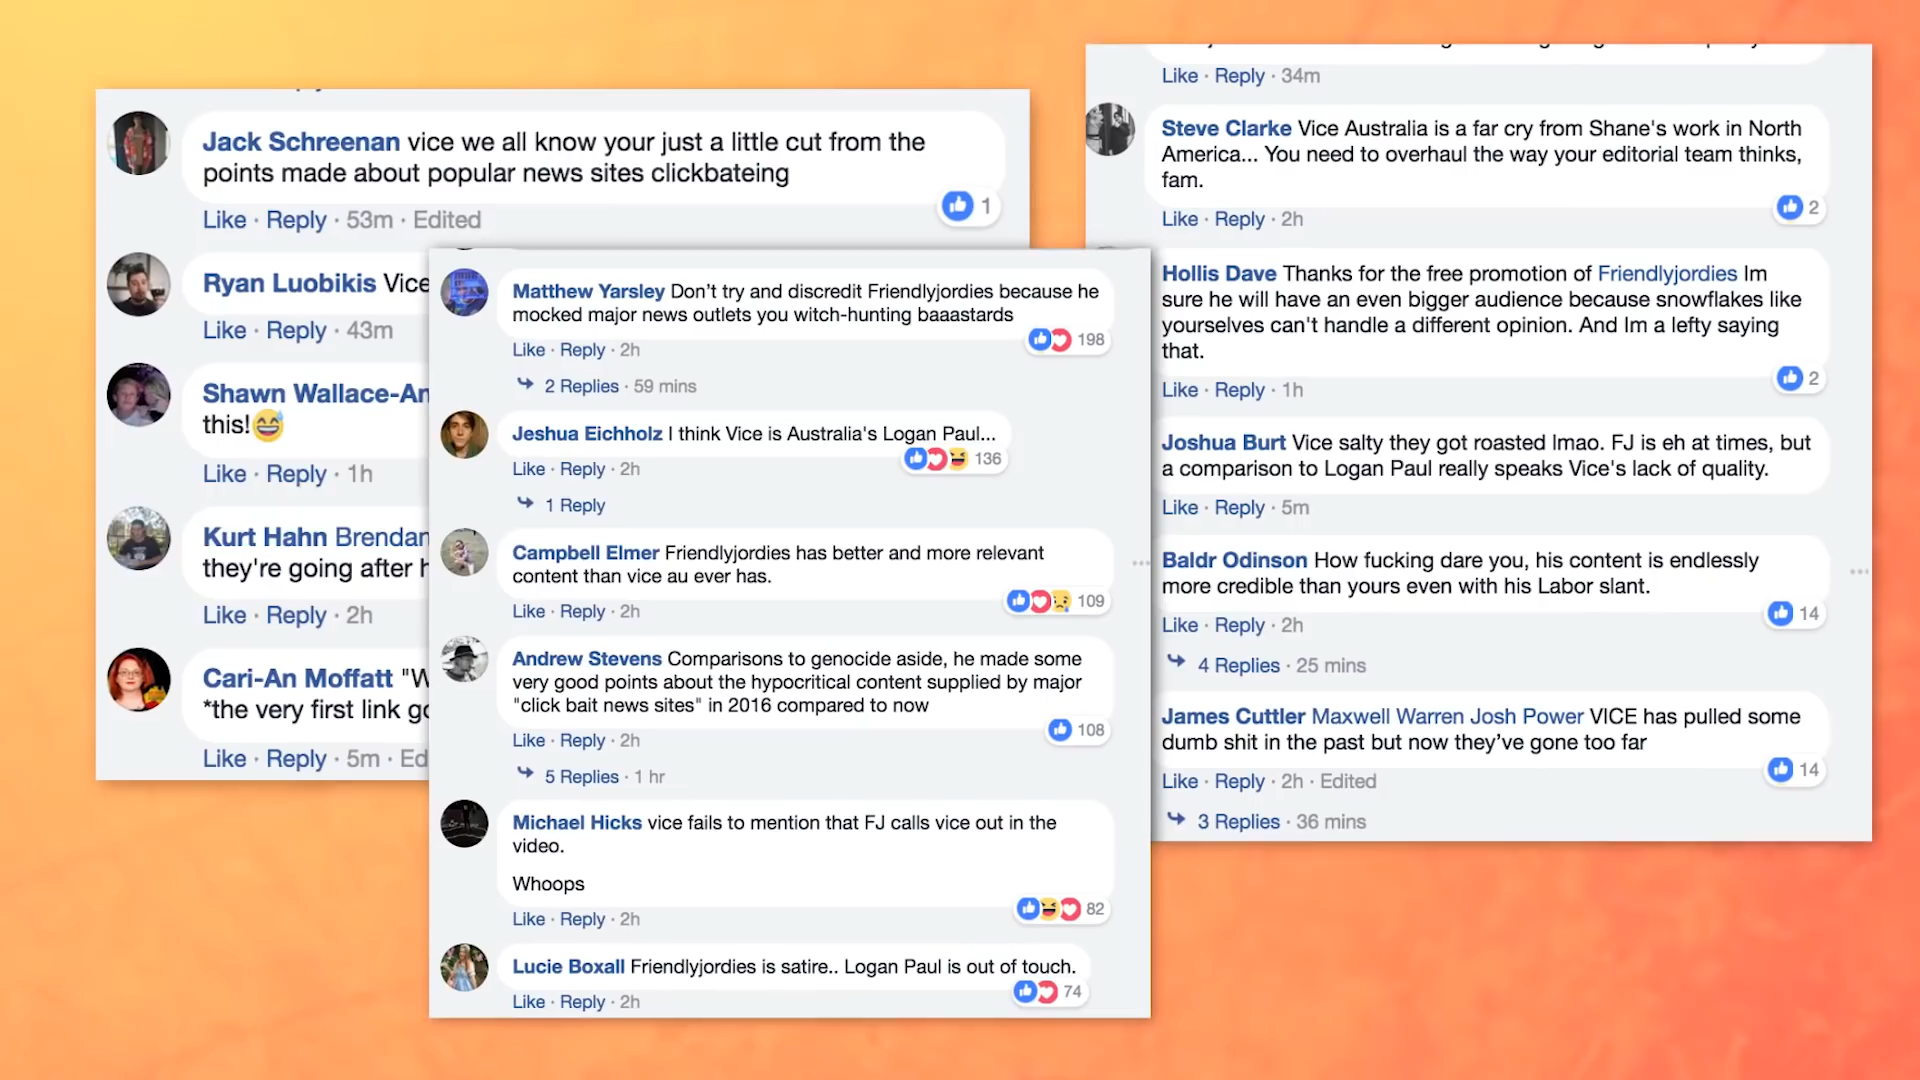 Jack Schreenan vice we all know your just a little cut from the
points made about popular news sites clickbateing
1
Like · Reply · 53m · Edited
Ryan Luobikis Vice
Like · Reply · 43m
Shawn Wallace-An
this!😅
Like · Reply · 1h
Kurt Hahn Brendan
they're going after h
Like · Reply · 2h
Cari-An Moffatt "W
*the very first link go
Like · Reply · 5m · Ed
Matthew Yarsley Don't try and discredit Friendlyjordies because he
mocked major news outlets you witch-hunting baaastards
198
Like · Reply · 2h
2 Replies · 59 mins
Jeshua Eichholz I think Vice is Australia's Logan Paul...
136
Like · Reply · 2h
1 Reply
Campbell Elmer Friendlyjordies has better and more relevant
content than vice au ever has.
109
Like · Reply · 2h
Andrew Stevens Comparisons to genocide aside, he made some
very good points about the hypocritical content supplied by major
"click bait news sites" in 2016 compared to now
108
Like · Reply · 2h
5 Replies · 1 hr
Michael Hicks vice fails to mention that FJ calls vice out in the
video.
Whoops
82
Like · Reply · 2h
Lucie Boxall Friendlyjordies is satire.. Logan Paul is out of touch.
74
Like · Reply · 2h
Like · Reply · 34m
Steve Clarke Vice Australia is a far cry from Shane's work in North
America... You need to overhaul the way your editorial team thinks,
fam.
2
Like · Reply · 2h
Hollis Dave Thanks for the free promotion of Friendlyjordies Im
sure he will have an even bigger audience because snowflakes like
yourselves can't handle a different opinion. And Im a lefty saying
that.
2
Like · Reply · 1h
Joshua Burt Vice salty they got roasted lmao. FJ is eh at times, but
a comparison to Logan Paul really speaks Vice's lack of quality.
Like · Reply · 5m
Baldr Odinson How fucking dare you, his content is endlessly
more credible than yours even with his Labor slant.
14
Like · Reply · 2h
4 Replies · 25 mins
James Cuttler Maxwell Warren Josh Power VICE has pulled some
dumb shit in the past but now they've gone too far
14
Like · Reply · 2h · Edited
3 Replies · 36 mins